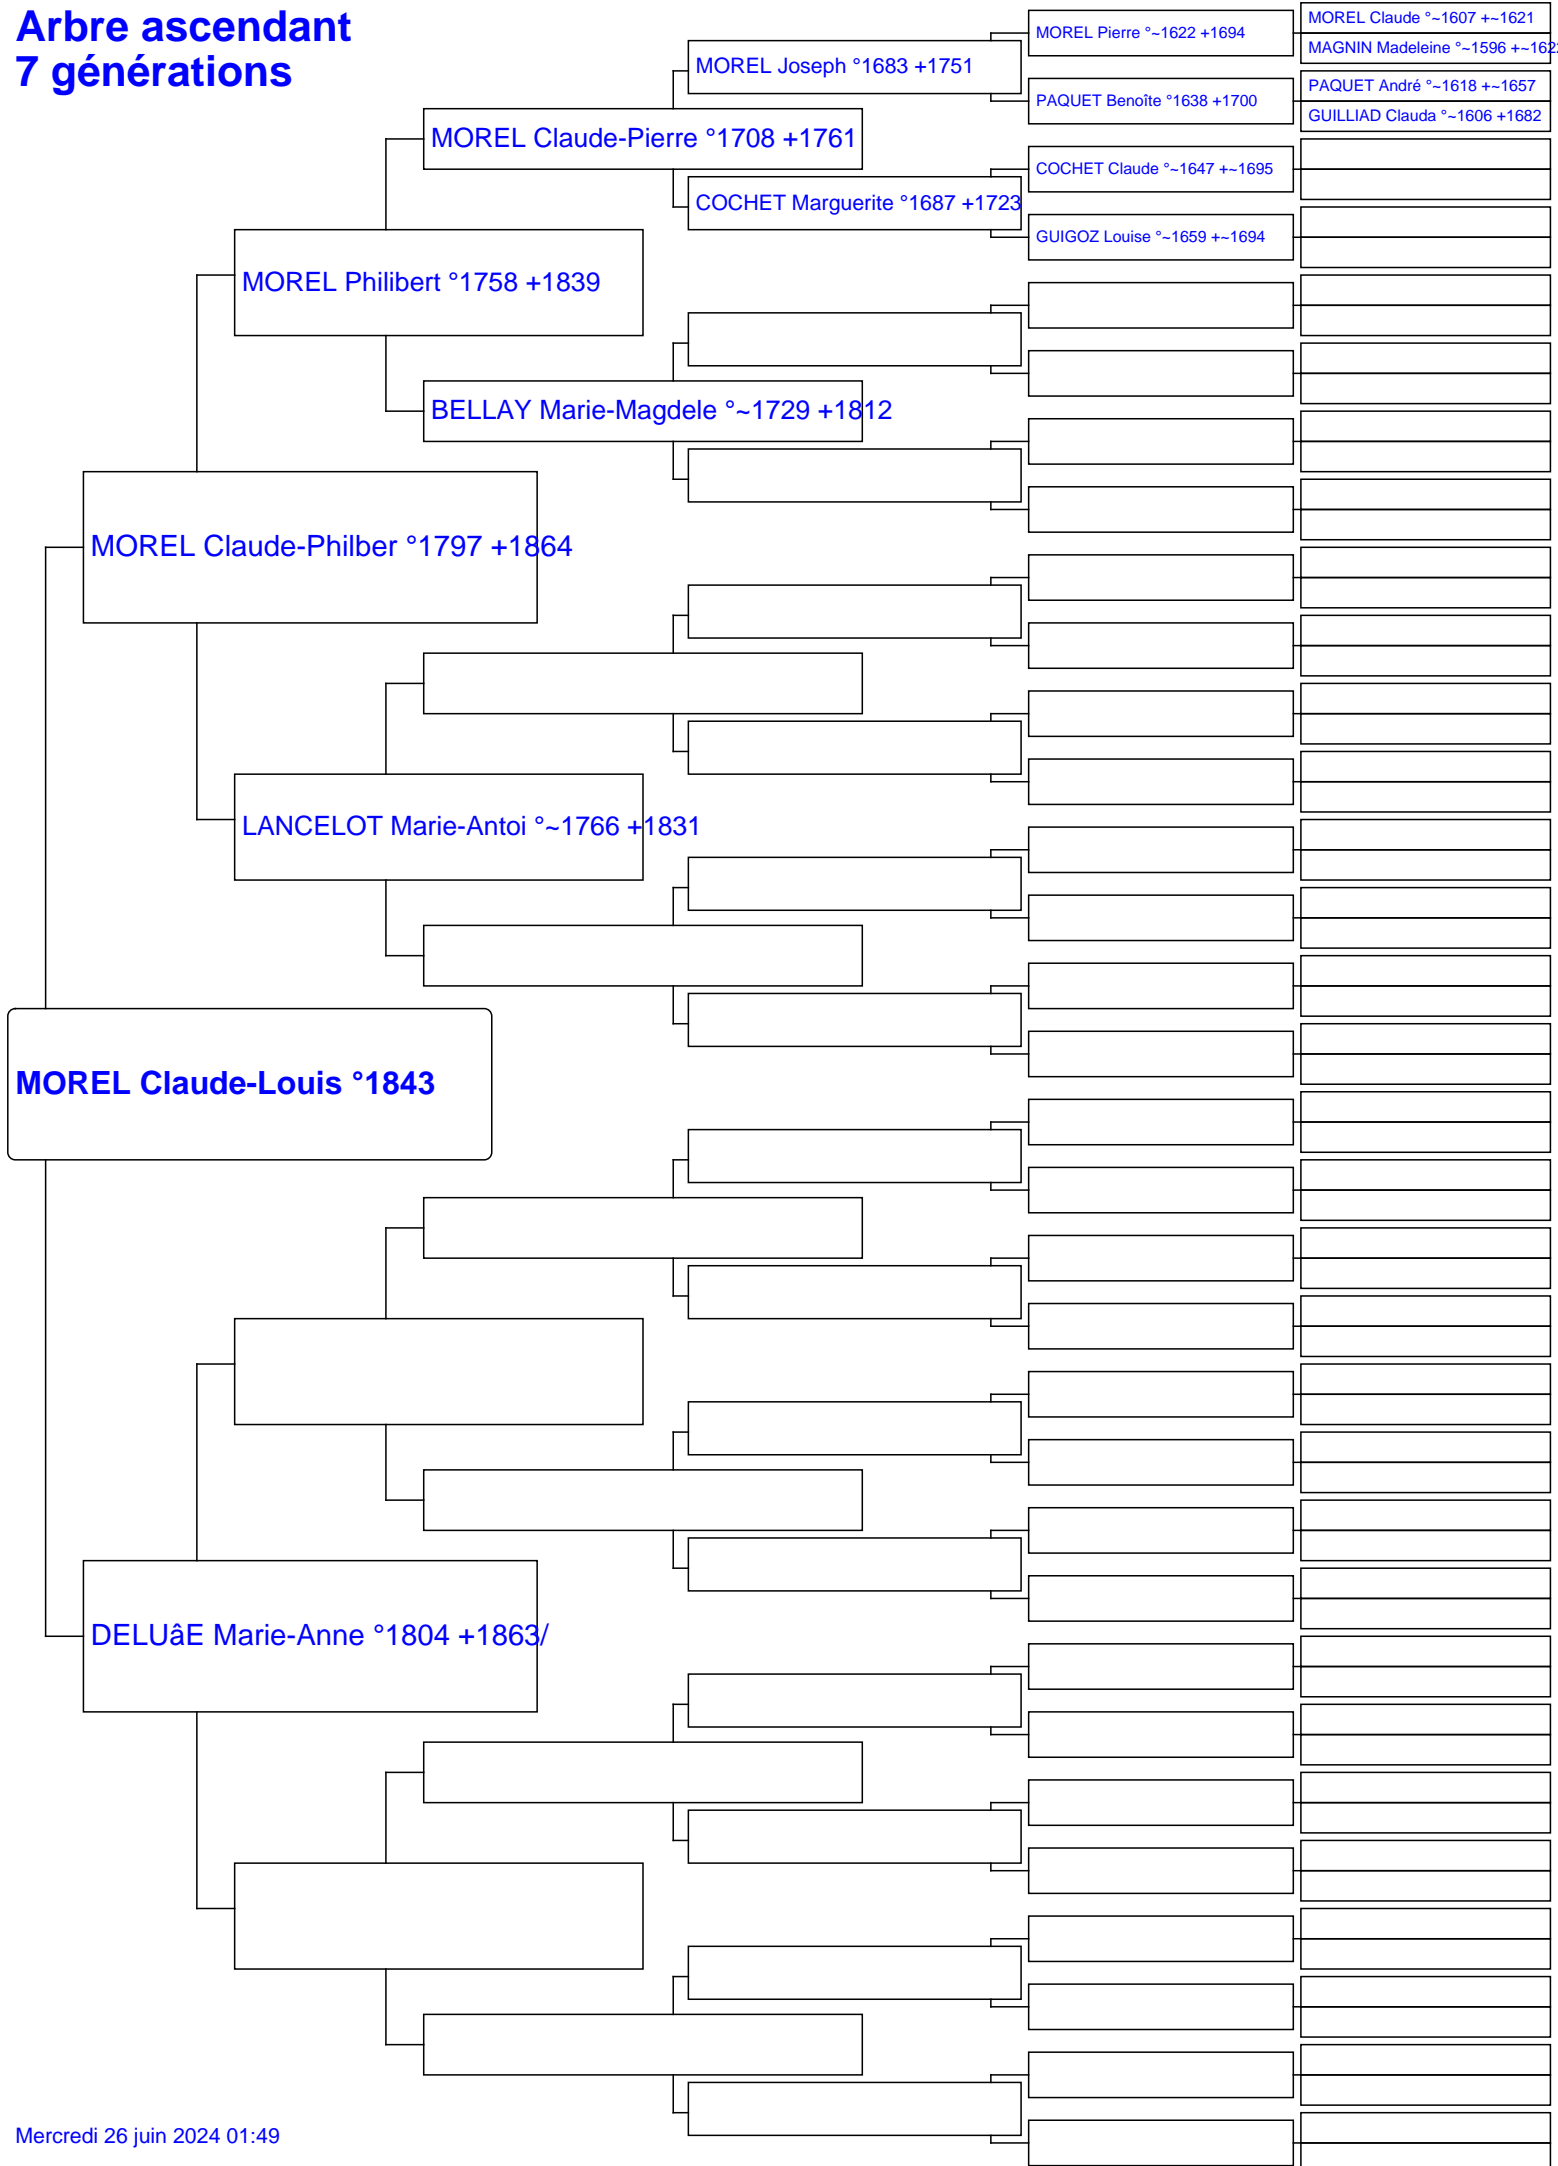 Arbre ascendant
7 générations
MOREL Claude-Louis °1843
MOREL Claude-Philber °1797 +1864
DELUâE Marie-Anne °1804 +1863/
MOREL Philibert °1758 +1839
LANCELOT Marie-Antoi °~1766 +1831
MOREL Claude-Pierre °1708 +1761
BELLAY Marie-Magdele °~1729 +1812
MOREL Joseph °1683 +1751
COCHET Marguerite °1687 +1723
MOREL Pierre °~1622 +1694
PAQUET Benoîte °1638 +1700
COCHET Claude °~1647 +~1695
GUIGOZ Louise °~1659 +~1694
MOREL Claude °~1607 +~1621
MAGNIN Madeleine °~1596 +~1622
PAQUET André °~1618 +~1657
GUILLIAD Clauda °~1606 +1682
Mercredi 26 juin 2024 01:49